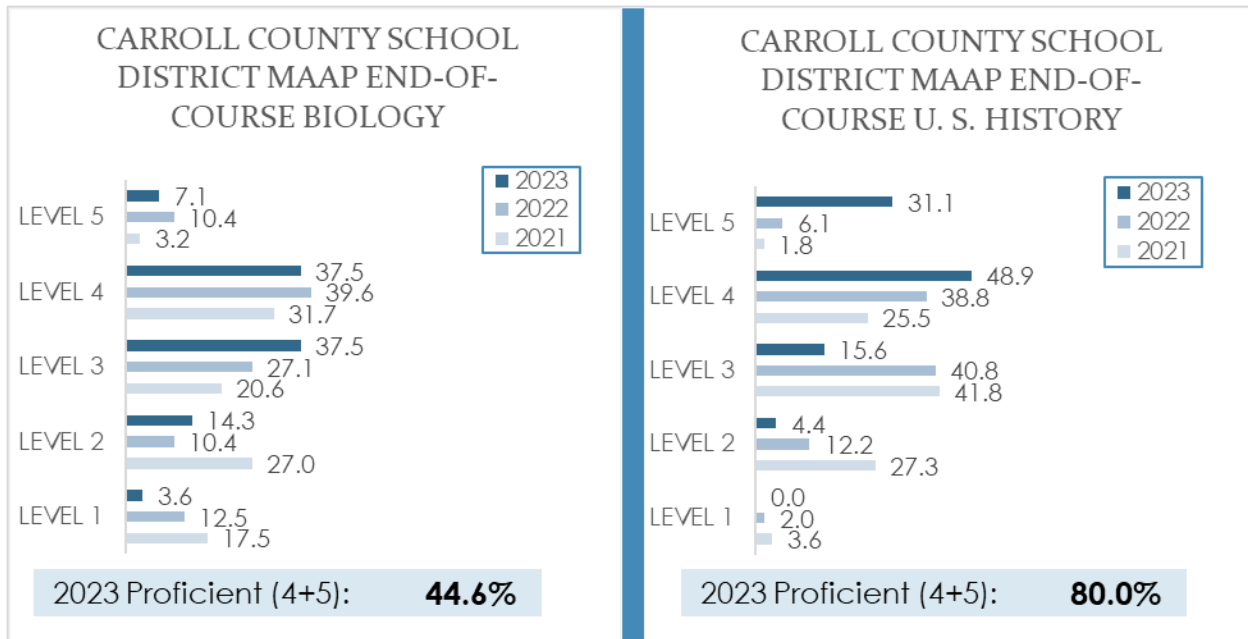 CARROLL COUNTY SCHOOL
DISTRICT MAAP END-OF-
COURSE BIOLOGY
2023
2022
2021
LEVEL 5
7.1
10.4
3.2
LEVEL 4
37.5
39.6
31.7
LEVEL 3
37.5
27.1
20.6
LEVEL 2
14.3
10.4
27.0
LEVEL 1
3.6
12.5
17.5
2023 Proficient (4+5): 44.6%
CARROLL COUNTY SCHOOL
DISTRICT MAAP END-OF-
COURSE U. S. HISTORY
2023
2022
2021
LEVEL 5
31.1
6.1
1.8
LEVEL 4
48.9
38.8
25.5
LEVEL 3
15.6
40.8
41.8
LEVEL 2
4.4
12.2
27.3
LEVEL 1
0.0
2.0
3.6
2023 Proficient (4+5): 80.0%